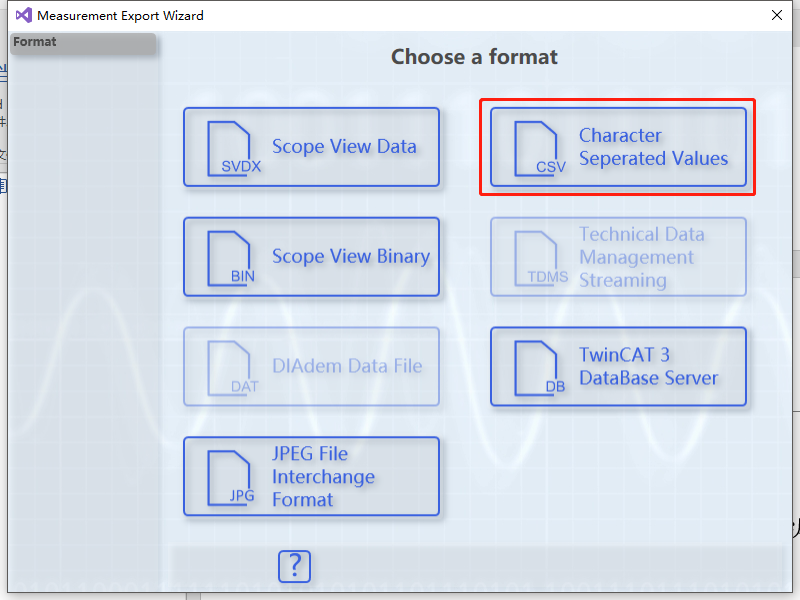 Measurement Export Wizard
Format
Choose a format
SVDX
Scope View Data
CSV
Character
Seperated Values
BIN
Scope View Binary
TDMS
Technical Data
Management
Streaming
DAT
DIAdem Data File
DB
TwinCAT 3
DataBase Server
JPG
JPEG File
Interchange
Format
?